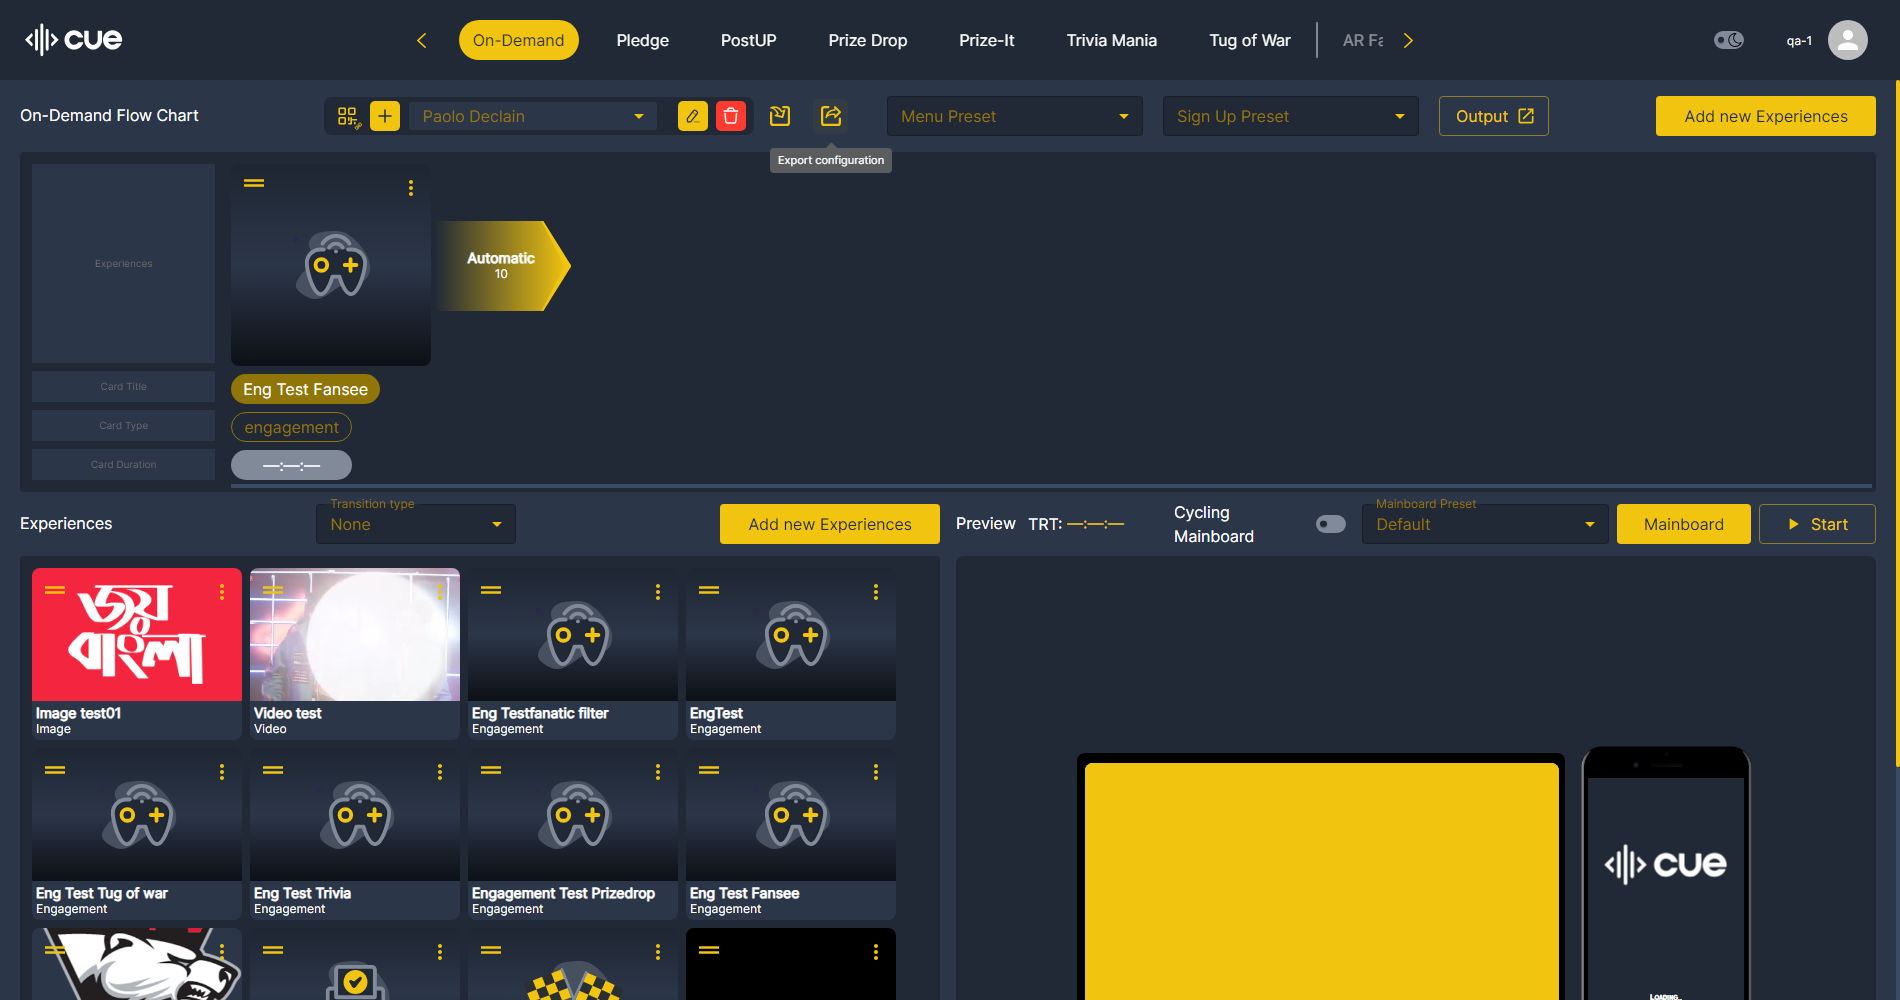 cue
On-Demand
Pledge
PostUP
Prize Drop
Prize-It
Trivia Mania
Tug of War
AR Fa
qa-1
On-Demand Flow Chart
Paolo Declain
Menu Preset
Sign Up Preset
Output
Add new Experiences
Export configuration
Experiences
Automatic
10
Card Title
Eng Test Fansee
Card Type
engagement
Card Duration
—:—:—
Experiences
Transition type
None
Add new Experiences
Preview TRT: —:—:—
Cycling
Mainboard
Mainboard Preset
Default
Mainboard
Start
জয়
বাংলা
Image test01
Image
Video test
Video
Eng Testfanatic filter
Engagement
EngTest
Engagement
Eng Test Tug of war
Engagement
Eng Test Trivia
Engagement
Engagement Test Prizedrop
Engagement
Eng Test Fansee
Engagement
cue
LOADING